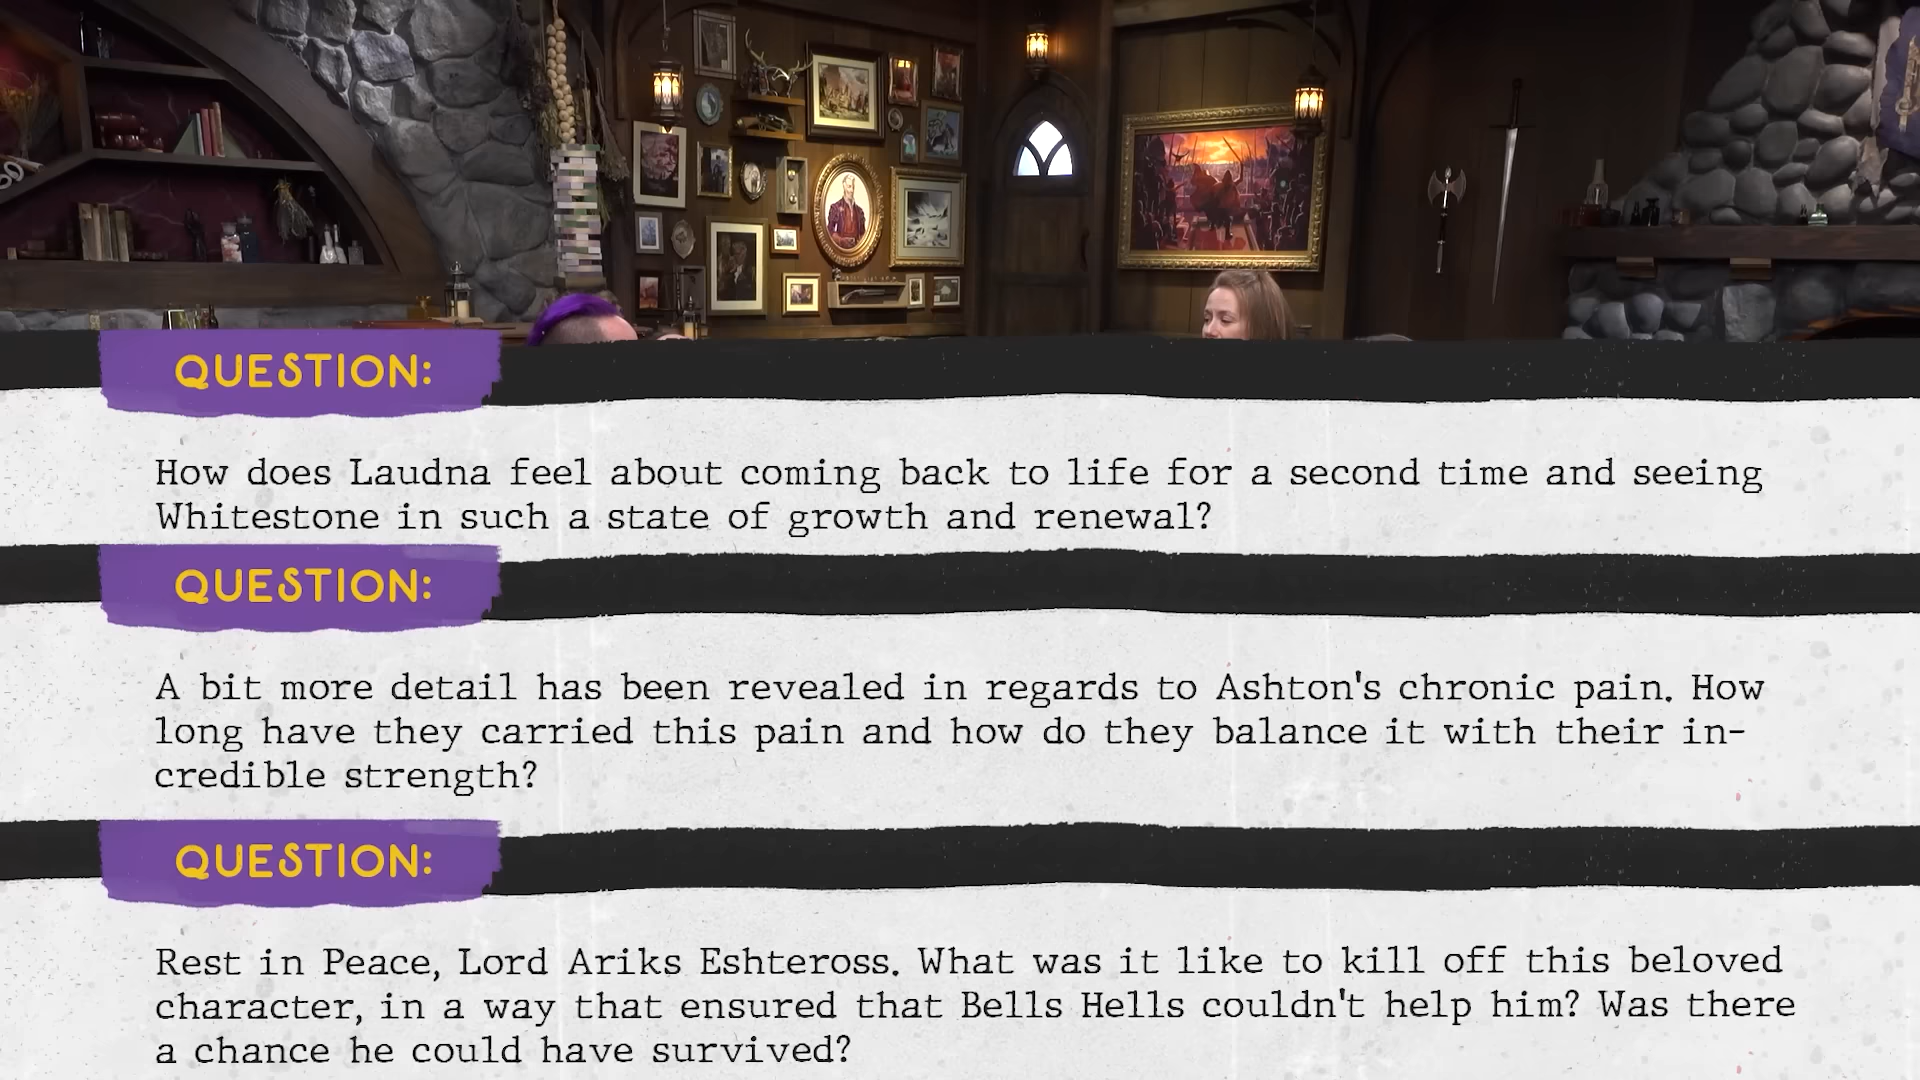 QUESTION:
How does Laudna feel about coming back to life for a second time and seeing
Whitestone in such a state of growth and renewal?
QUESTION:
A bit more detail has been revealed in regards to Ashton's chronic pain. How
long have they carried this pain and how do they balance it with their in-
credible strength?
QUESTION:
Rest in Peace, Lord Ariks Eshteross. What was it like to kill off this beloved
character, in a way that ensured that Bells Hells couldn't help him? Was there
a chance he could have survived?